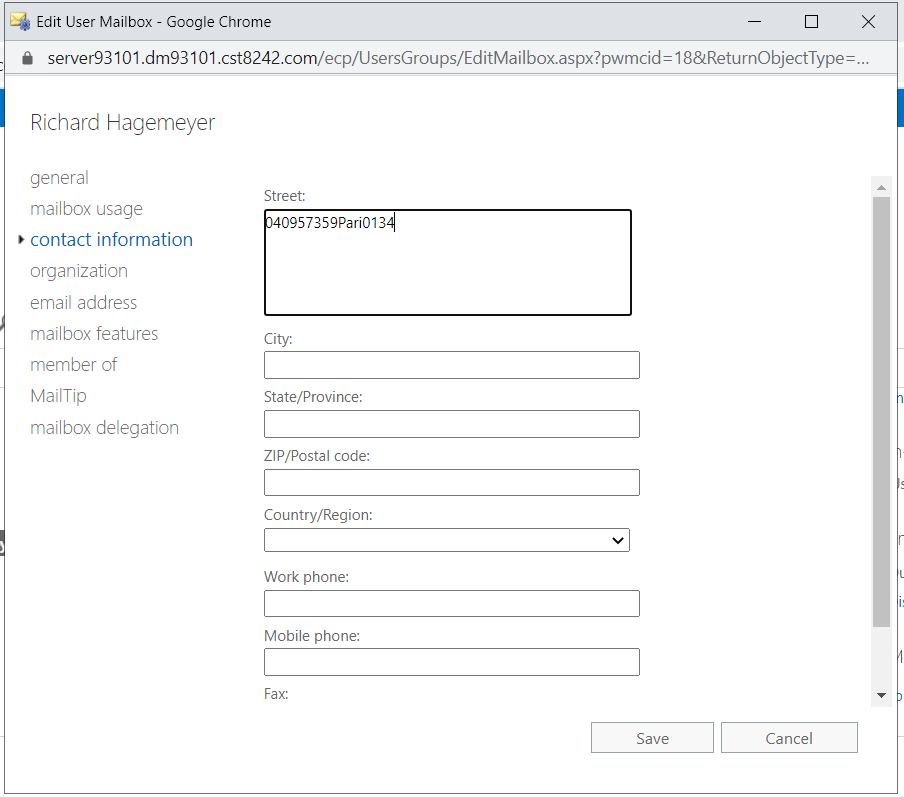 Edit User Mailbox - Google Chrome
server93101.dm93101.cst8242.com/ecp/UsersGroups/EditMailbox.aspx?pwmcid=18&ReturnObjectType=...
Richard Hagemeyer
general
mailbox usage
contact information
organization
email address
mailbox features
member of
MailTip
mailbox delegation
Street:
040957359Pari0134
City:
State/Province:
ZIP/Postal code:
Country/Region:
Work phone:
Mobile phone:
Fax:
Save
Cancel